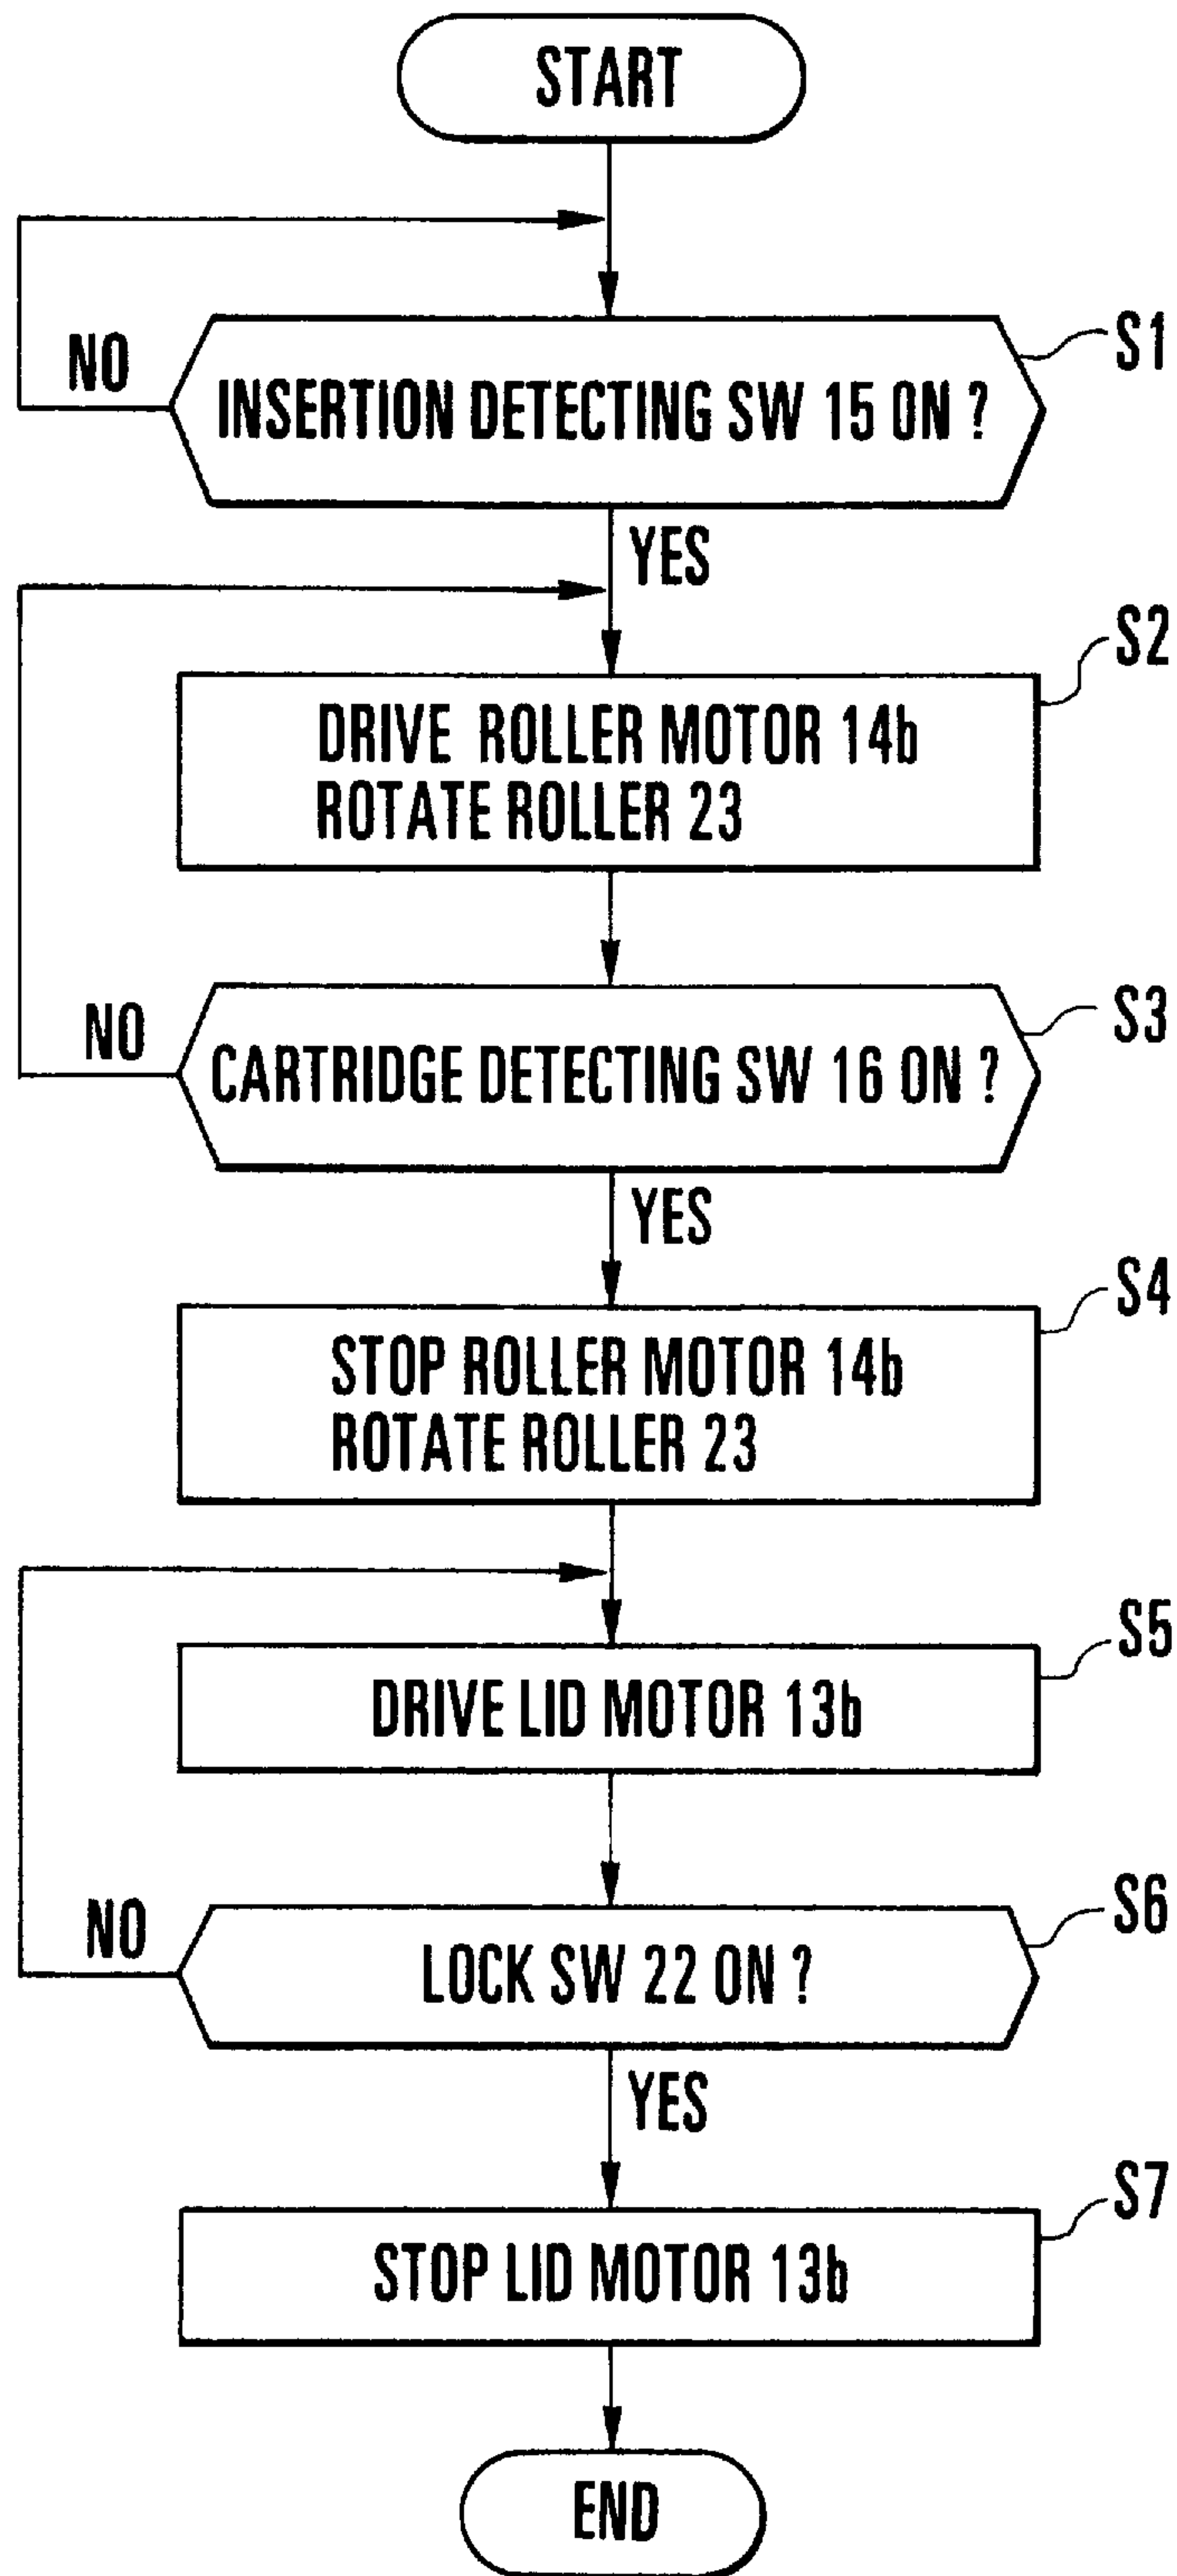 START
NO
INSERTION DETECTING SW 15 ON ?
S1
YES
S2
DRIVE ROLLER MOTOR 14b
ROTATE ROLLER 23
NO
CARTRIDGE DETECTING SW 16 ON ?
S3
YES
S4
STOP ROLLER MOTOR 14b
ROTATE ROLLER 23
S5
DRIVE LID MOTOR 13b
NO
LOCK SW 22 ON ?
S6
YES
S7
STOP LID MOTOR 13b
END